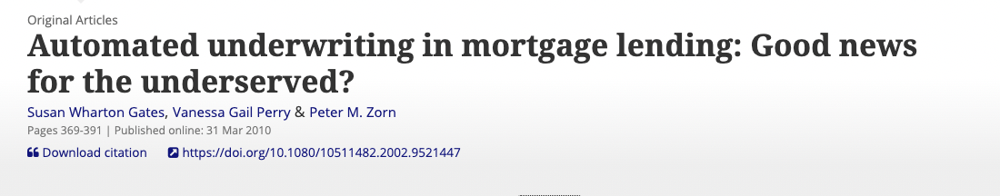 Original Articles
Automated underwriting in mortgage lending: Good news
for the underserved?
Susan Wharton Gates, Vanessa Gail Perry & Peter M. Zorn
Pages 369-391 | Published online: 31 Mar 2010
Download citation https://doi.org/10.1080/10511482.2002.9521447